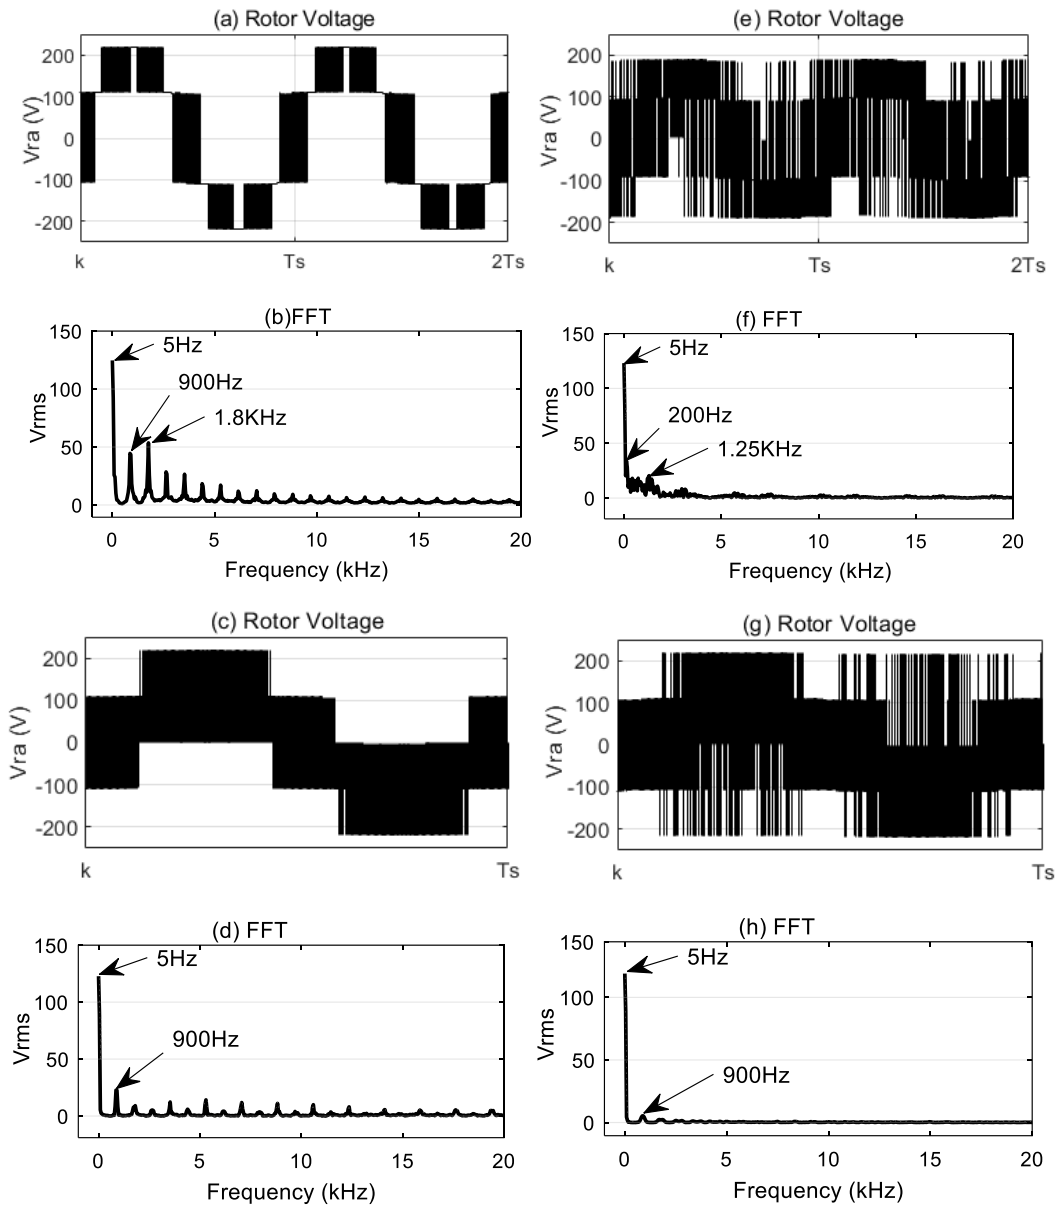 (a) Rotor Voltage
200
100
0
-100
-200
Vra (V)
k
Ts
2Ts
(e) Rotor Voltage
200
100
0
-100
-200
Vra (V)
k
Ts
2Ts
(b)FFT
150
100
50
0
Vrms
5Hz
900Hz
1.8KHz
0
5
10
15
20
Frequency (kHz)
(f) FFT
150
100
50
0
Vrms
5Hz
200Hz
1.25KHz
0
5
10
15
20
Frequency (kHz)
(c) Rotor Voltage
200
100
0
-100
-200
Vra (V)
k
Ts
(g) Rotor Voltage
200
100
0
-100
-200
Vra (V)
k
Ts
(d) FFT
150
100
50
0
Vrms
5Hz
900Hz
0
5
10
15
20
Frequency (kHz)
(h) FFT
150
100
50
0
Vrms
5Hz
900Hz
0
5
10
15
20
Frequency (kHz)